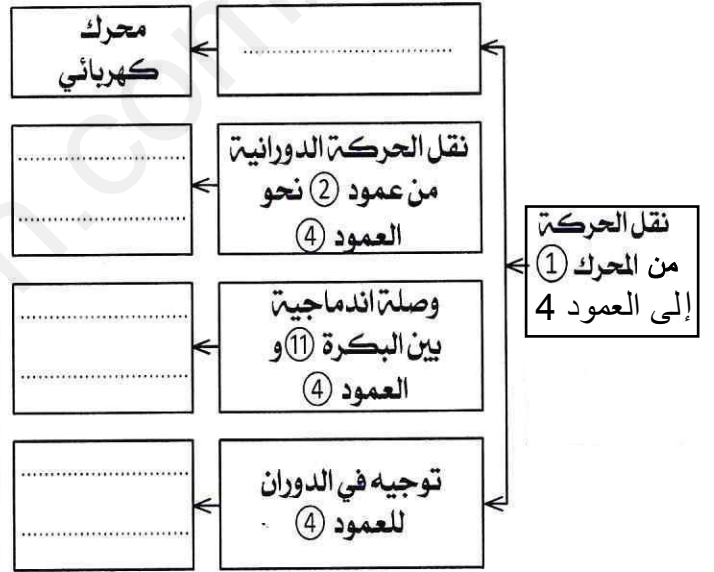 نقل الحركة
من المحرك ①
إلى العمود 4
..............................
محرك
كهربائي
نقل الحركة الدورانية
من عمود ② نحو
العمود ④
..............................
..............................
وصلة اندماجية
بين البكرة ⑪ و
العمود ④
..............................
..............................
توجيه في الدوران
للعمود ④
..............................
..............................